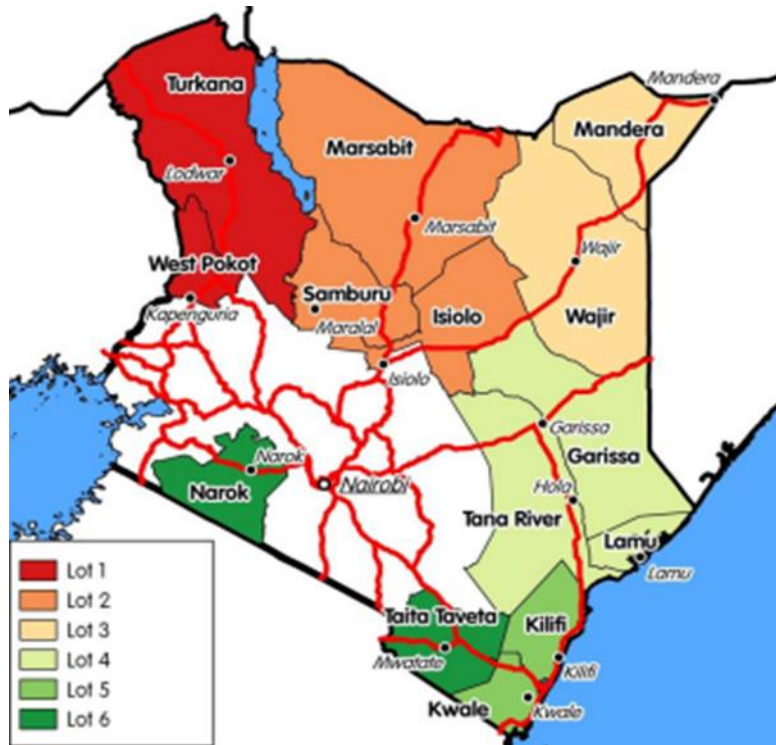 Mandera
Turkana
Mandera
Marsabit
Lodwar
Marsabit
Wajir
West Pokot
Samburu
Isiolo
Kapenguria
Maralal
Wajir
Isiolo
Garissa
Narok
Garissa
Narok
Nairobi
Hola
Tana River
Lamu
Lamu
Lot 1
Lot 2
Lot 3
Lot 4
Lot 5
Lot 6
Taita Taveta
Kilifi
Mwatate
Kilifi
Kwale
Kwale